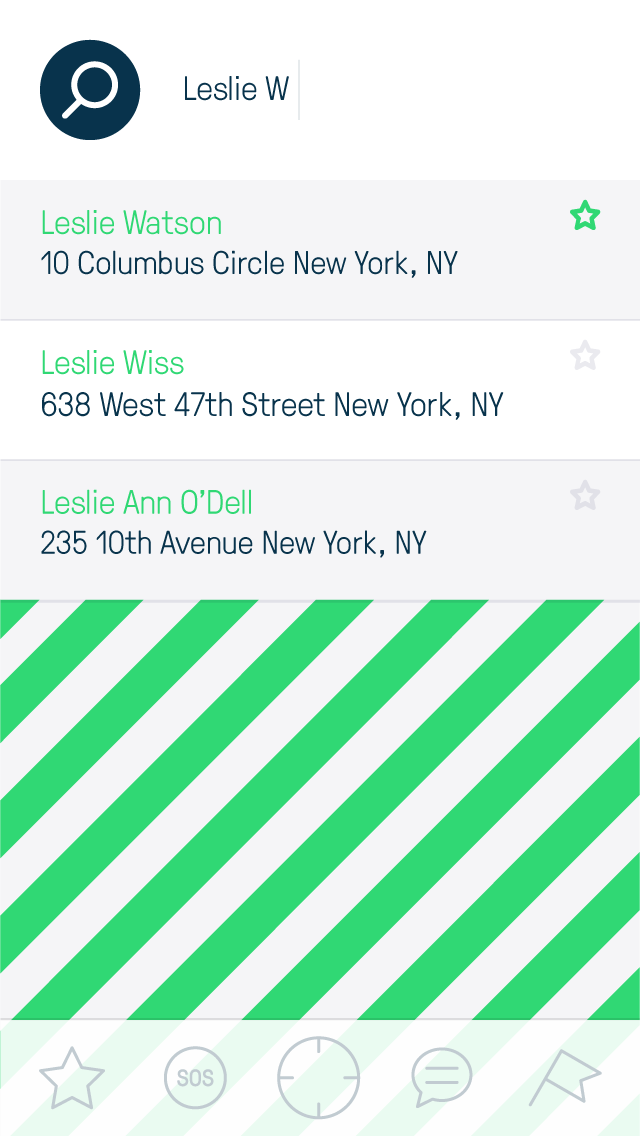 Leslie W
Leslie Watson
10 Columbus Circle New York, NY
Leslie Wiss
638 West 47th Street New York, NY
Leslie Ann O’Dell
235 10th Avenue New York, NY
SOS